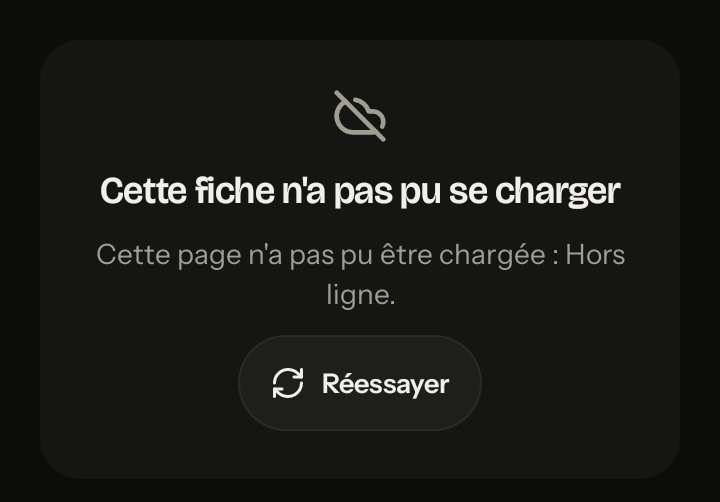 Cette fiche n'a pas pu se charger
Cette page n'a pas pu être chargée : Hors
ligne.
Réessayer